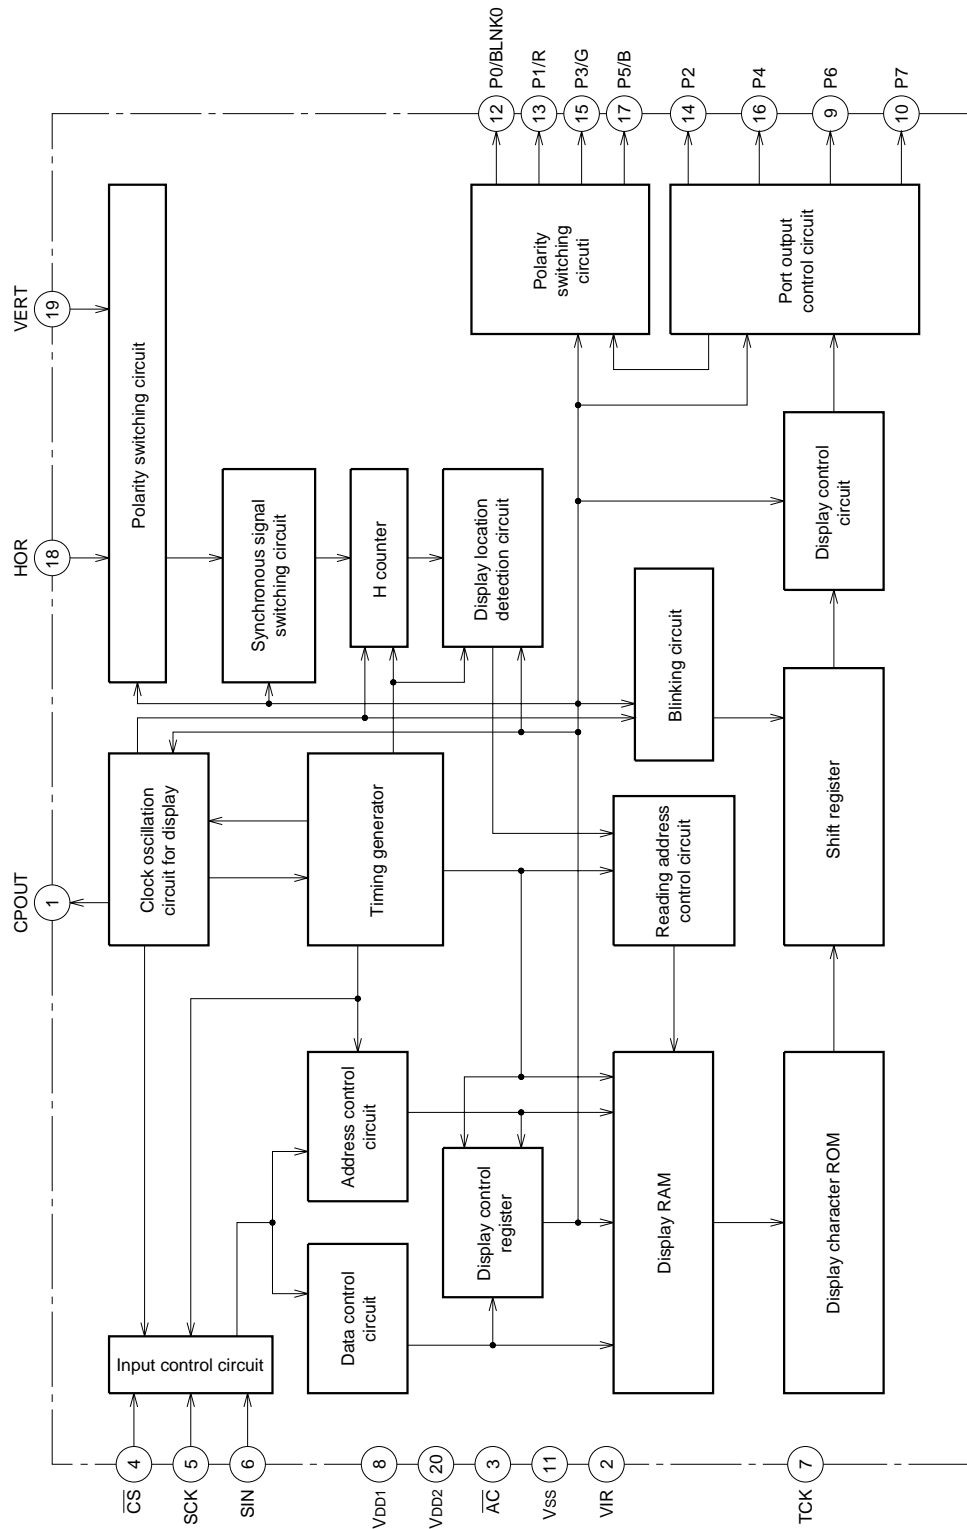 CPOUT
1
HOR
18
VERT
19
CS
4
SCK
5
SIN
6
VDD1
8
VDD2
20
AC
3
VSS
11
VIR
2
TCK
7
Input control circuit
Clock oscillation
circuit for display
Polarity switching circuit
Synchronous signal
switching circuit
Data control
circuit
Address control
circuit
Timing generator
H counter
Display control
register
Display location
detection circuit
Polarity
switching
circuti
12
P0/BLNK0
13
P1/R
15
P3/G
17
P5/B
Display RAM
Reading address
control circuit
Blinking circuit
Port output
control circuit
14
P2
16
P4
9
P6
10
P7
Display character ROM
Shift register
Display control
circuit